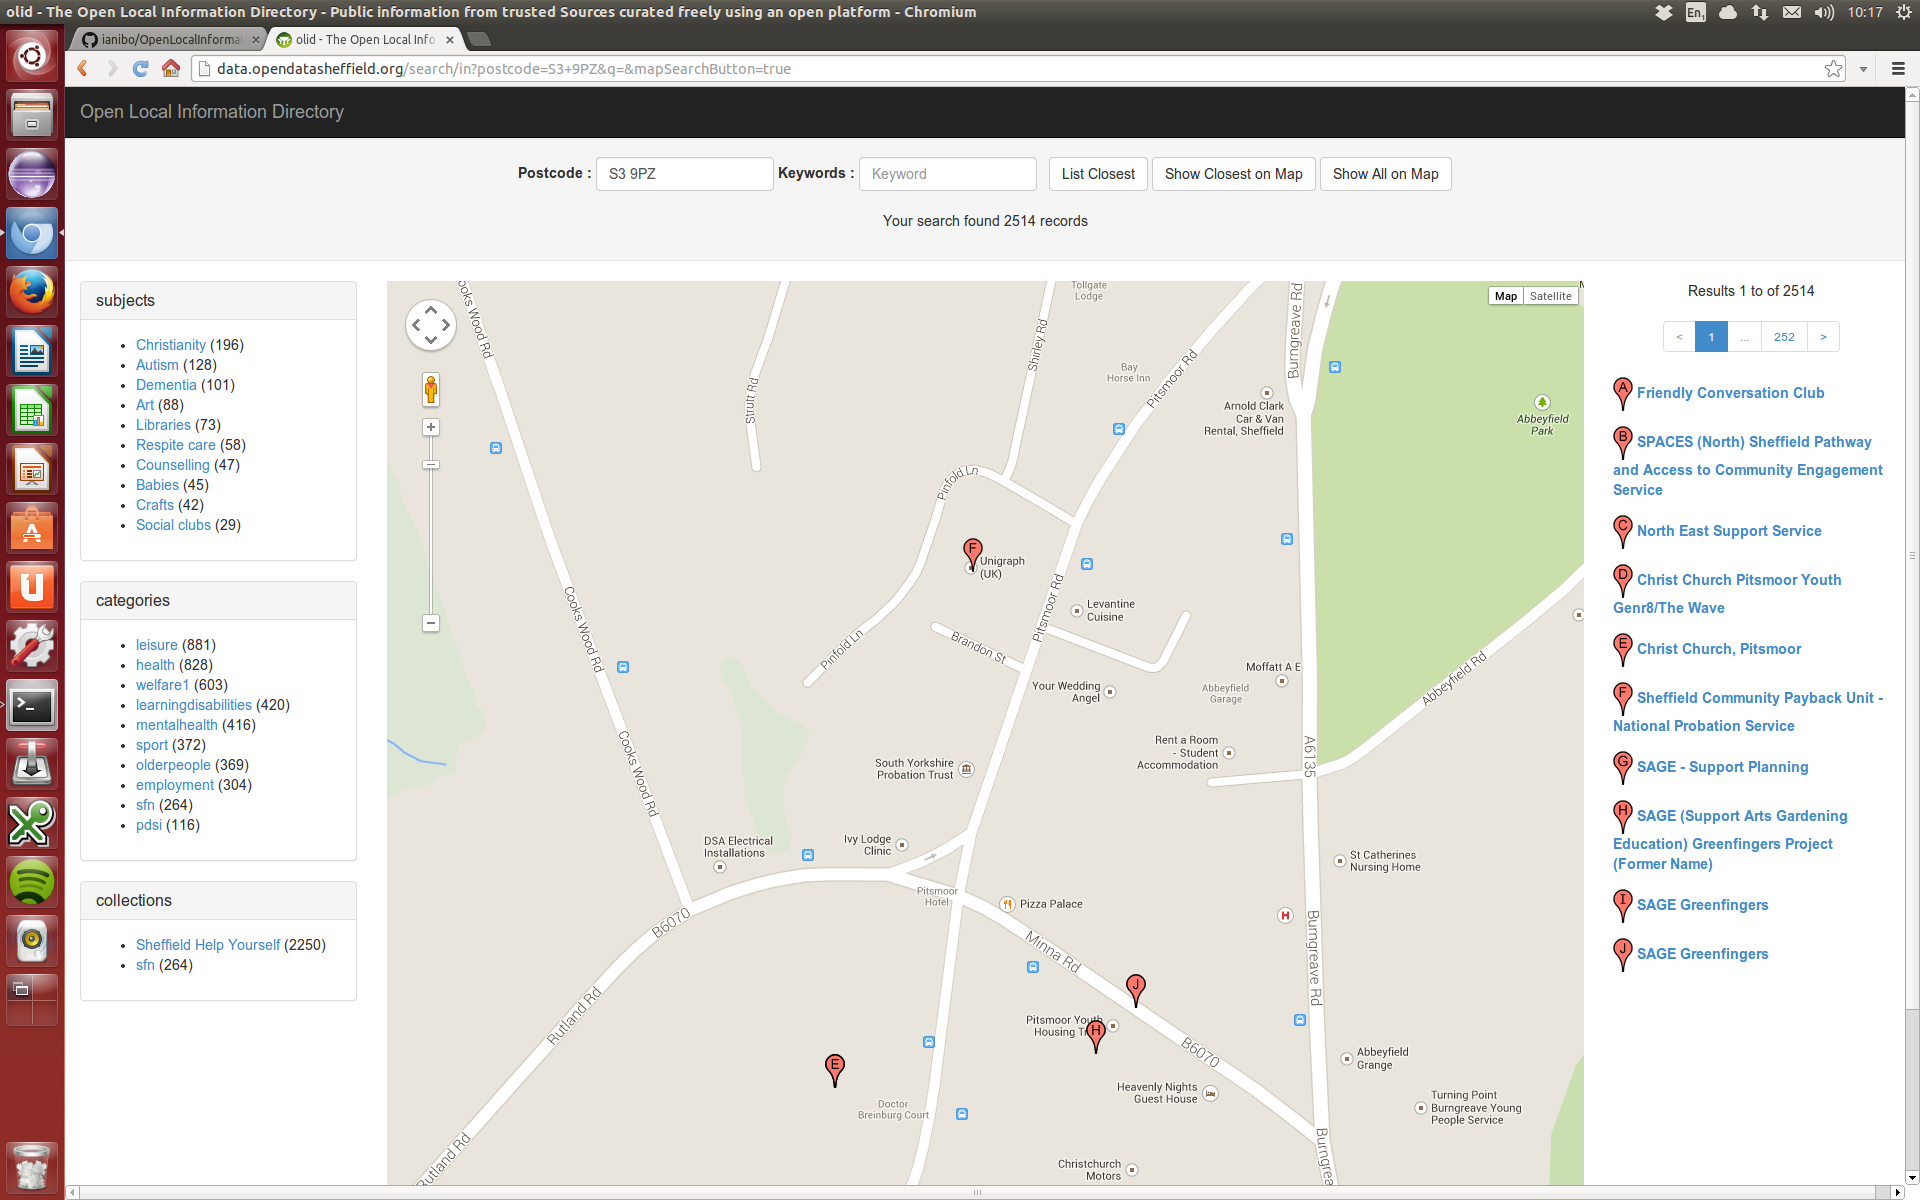 olid - The Open Local Information Directory - Public information from trusted Sources curated freely using an open platform - Chromium
En1
10:17
ianibo/OpenLocalInforma
olid - The Open Local Info
data.opendatasheffield.org/search/in?postcode=S3+9PZ&q=&mapSearchButton=true
Open Local Information Directory
Postcode : S3 9PZ Keywords : Keyword List Closest Show Closest on Map Show All on Map
Your search found 2514 records
subjects
Christianity (196)
Autism (128)
Dementia (101)
Art (88)
Libraries (73)
Respite care (58)
Counselling (47)
Babies (45)
Crafts (42)
Social clubs (29)
categories
leisure (881)
health (828)
welfare1 (603)
learningdisabilities (420)
mentalhealth (416)
sport (372)
olderpeople (369)
employment (304)
sfn (264)
pdsi (116)
collections
Sheffield Help Yourself (2250)
sfn (264)
Map Satellite
Tollgate
Lodge
ooks Wood Rd
Strutt Rd
Shirley Rd
Burngreave Rd
Bay
Horse Inn
Pitsmoor Rd
Arnold Clark
Car & Van
Rental, Sheffield
Abbeyfield
Park
Pinfold Ln
F
Unigraph
(UK)
Levantine
Cuisine
Cooks Wood Rd
Pitsmoor Rd
Pinfold Ln
Brandon St
Moffatt A E
Your Wedding
Angel
Abbeyfield
Garage
Abbeyfield Rd
Cooks Wood Rd
Rent a Room
- Student
Accommodation
A6135
South Yorkshire
Probation Trust
DSA Electrical
Installations
Ivy Lodge
Clinic
St Catherines
Nursing Home
Pitsmoor
Hotel
Pizza Palace
H
B6070
Minna Rd
Burngreave Rd
J
Rutland Rd
Pitsmoor Youth
Housing T
H
B6070
E
Abbeyfield
Grange
Heavenly Nights
Guest House
Doctor
Breinburg Court
Turning Point
Burngreave Young
People Service
Rutland Rd
Burngrea
Christchurch
Motors
Results 1 to of 2514
< 1 ... 252 >
A Friendly Conversation Club
B SPACES (North) Sheffield Pathway
and Access to Community Engagement
Service
C North East Support Service
D Christ Church Pitsmoor Youth
Genr8/The Wave
E Christ Church, Pitsmoor
F Sheffield Community Payback Unit -
National Probation Service
G SAGE - Support Planning
H SAGE (Support Arts Gardening
Education) Greenfingers Project
(Former Name)
I SAGE Greenfingers
J SAGE Greenfingers